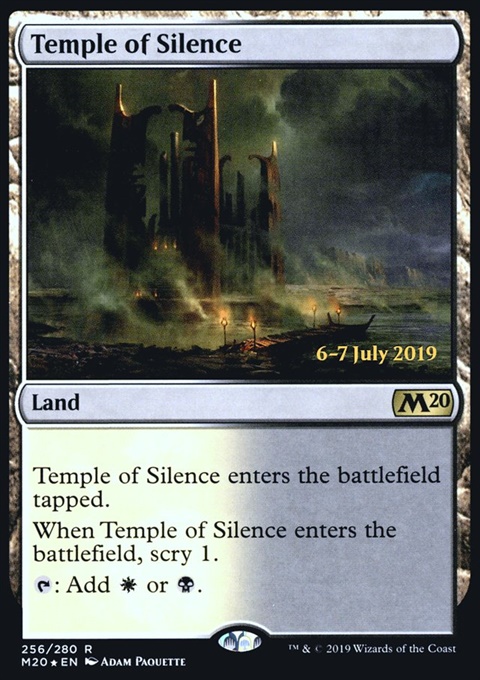 Temple of Silence
6–7 July 2019
Land
M20
Temple of Silence enters the battlefield
tapped.
When Temple of Silence enters the
battlefield, scry 1.
: Add or .
256/280 R
M20★EN Adam Paquette
™ & © 2019 Wizards of the Coast